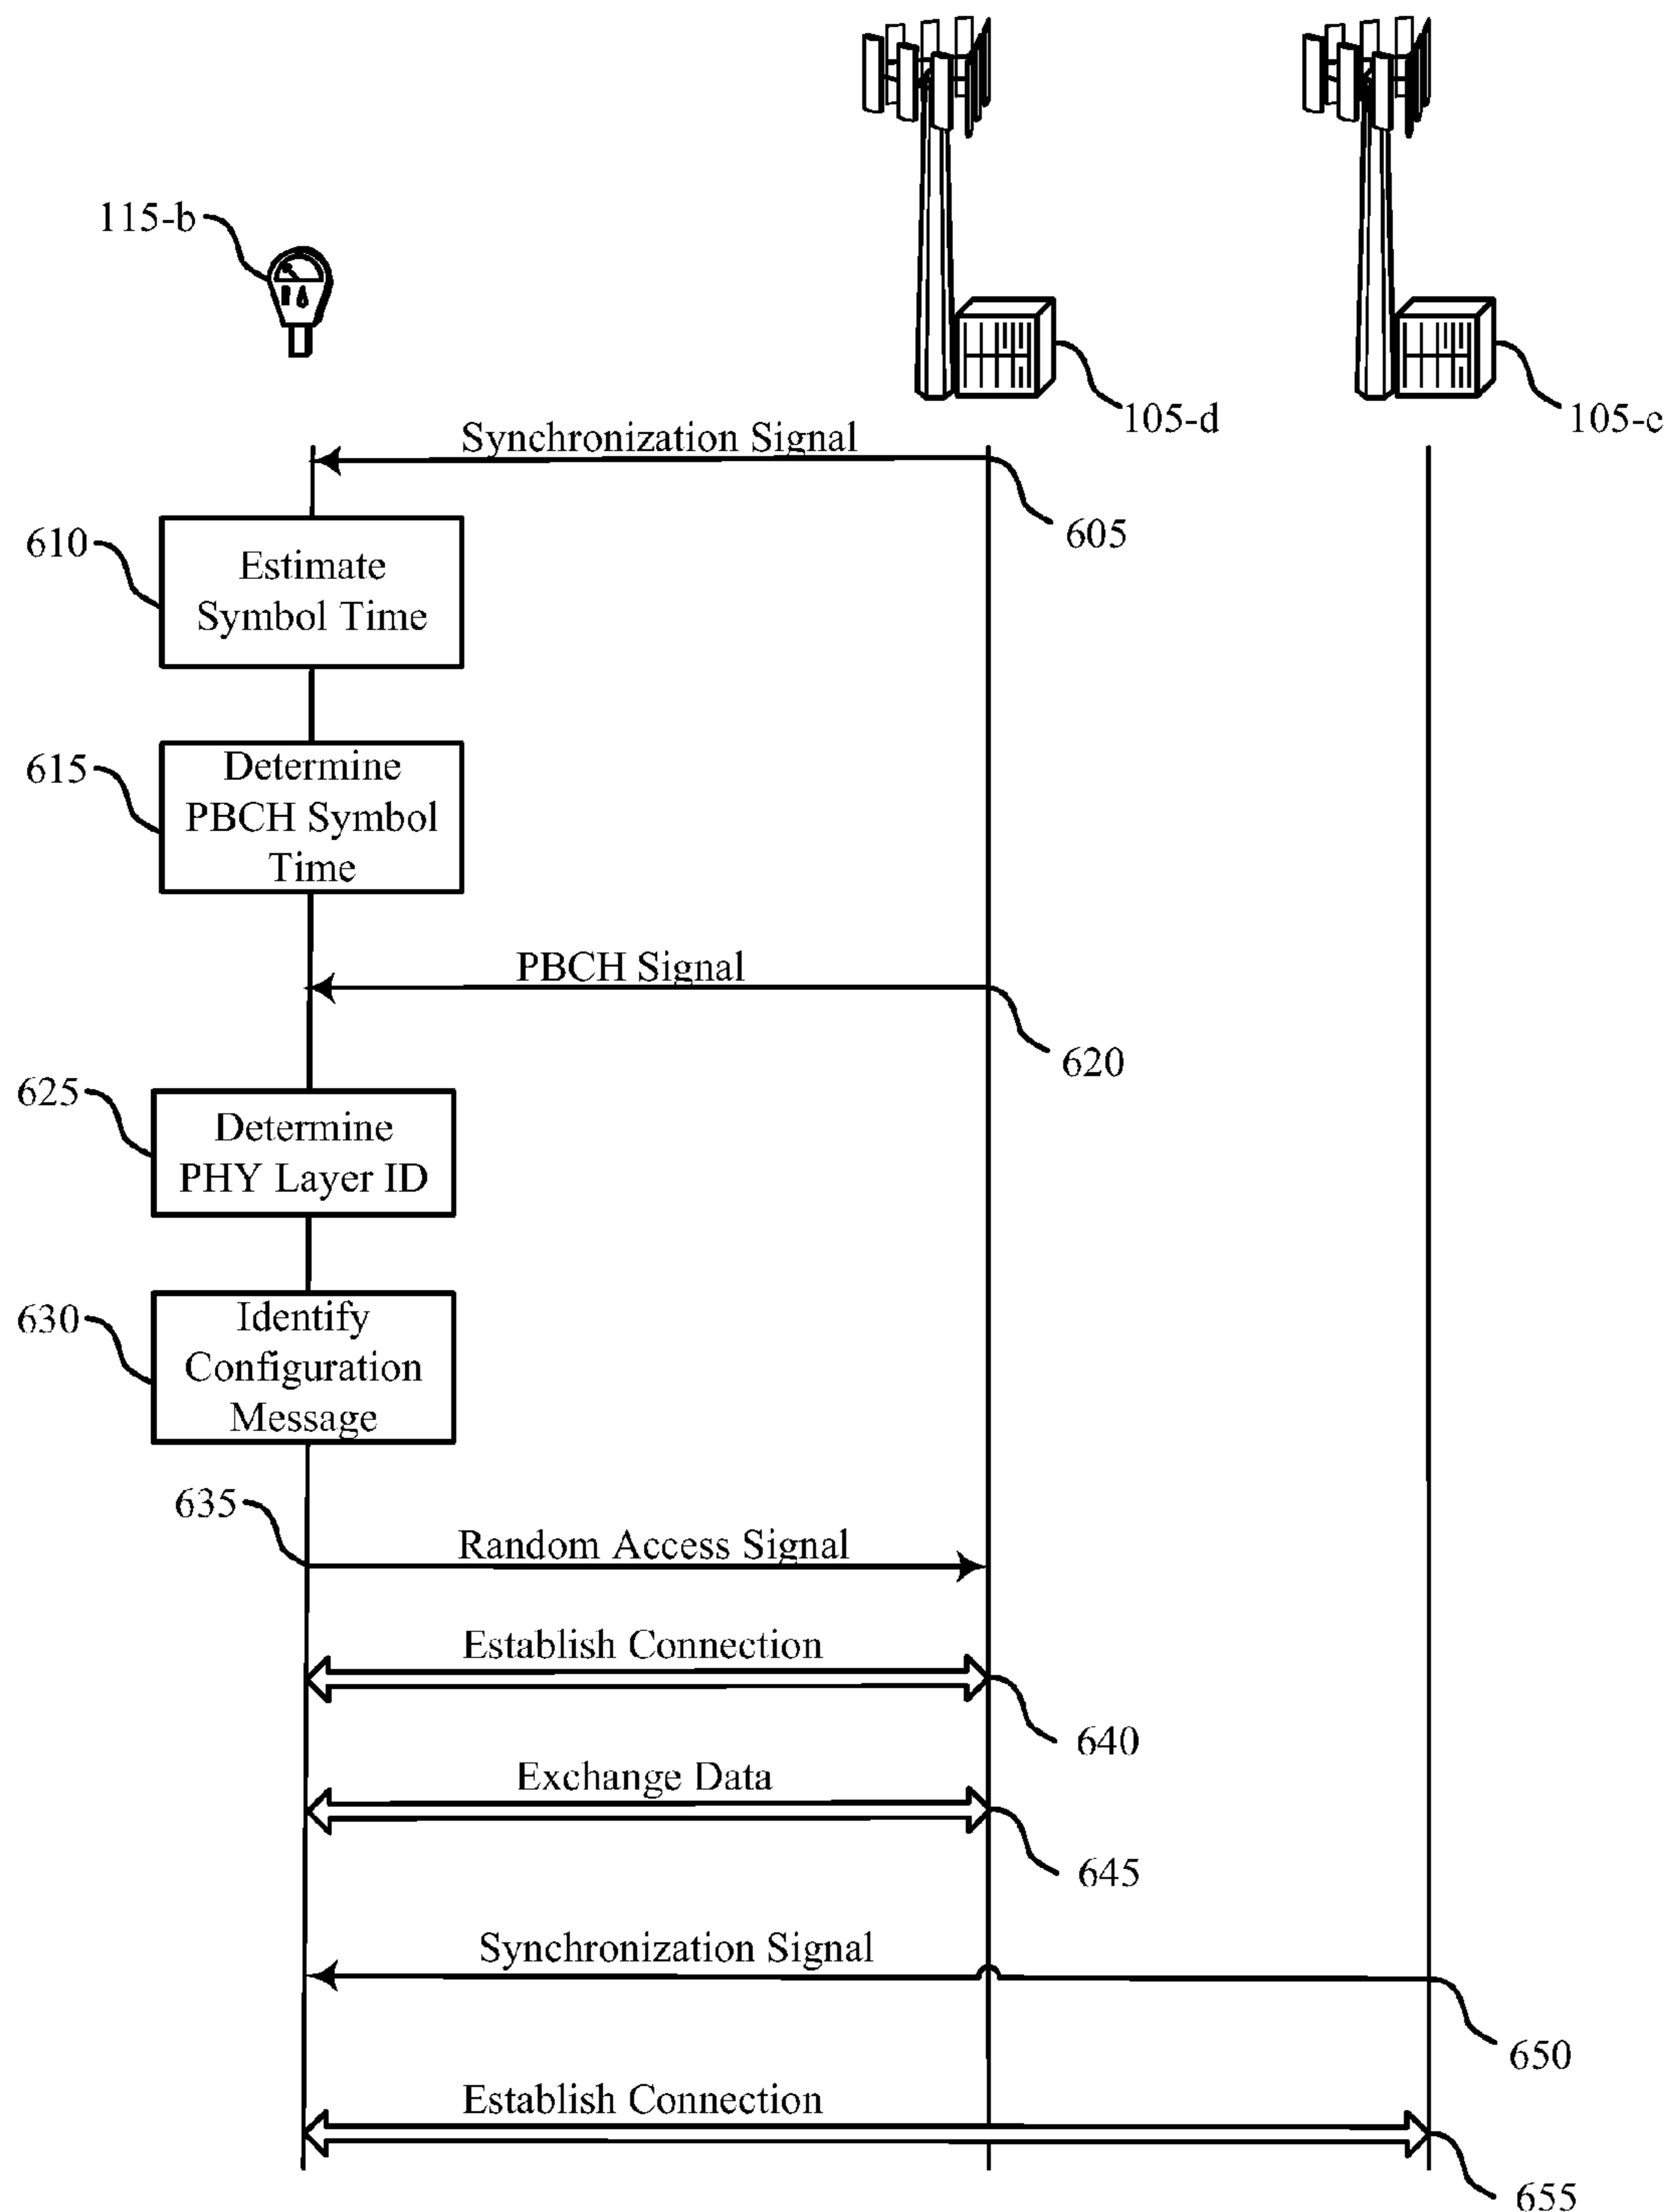 115-b
105-d
105-c
Synchronization Signal
605
610
Estimate
Symbol Time
615
Determine
PBCH Symbol
Time
PBCH Signal
620
625
Determine
PHY Layer ID
630
Identify
Configuration
Message
635
Random Access Signal
Establish Connection
640
Exchange Data
645
Synchronization Signal
650
Establish Connection
655